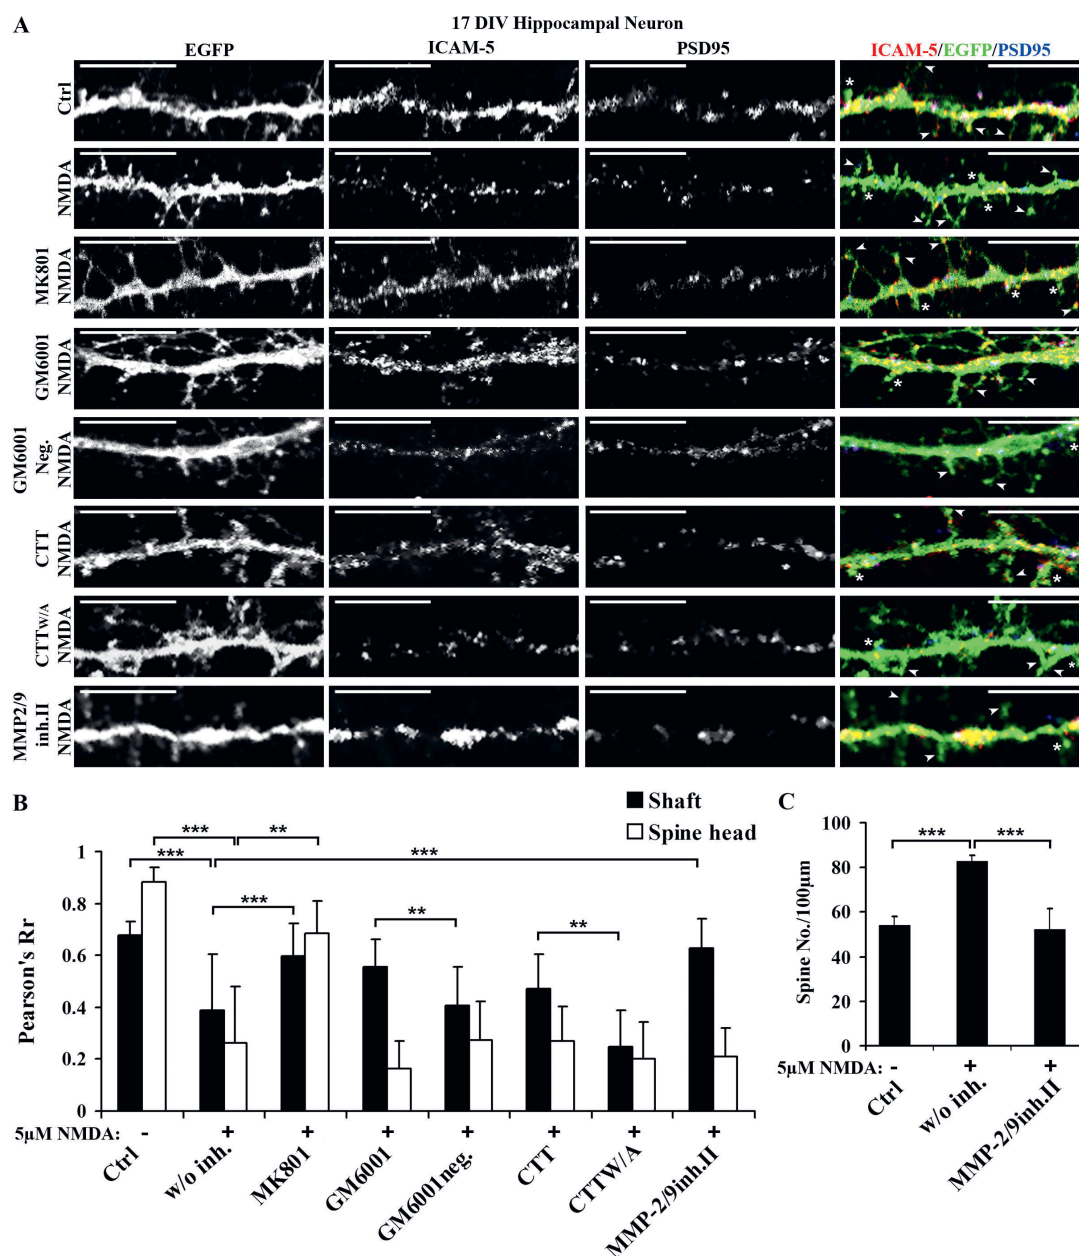 A
17 DIV Hippocampal Neuron
EGFP ICAM-5 PSD95 ICAM-5/EGFP/PSD95
Ctrl
NMDA
MK801
NMDA
GM6001
NMDA
GM6001
Neg.
NMDA
CTT
NMDA
CTTW/A
NMDA
MMP2/9
inh.II
NMDA
B
Shaft
Spine head
*** ** ***
*** *** ** **
1
0.8
0.6
0.4
0.2
0
Pearson's Rr
5µM NMDA: - + + + + + + +
Ctrl
w/o inh.
MK801
GM6001
GM6001neg.
CTT
CTTW/A
MMP-2/9inh.II
C
*** ***
100
80
60
40
20
0
Spine No./100µm
5µM NMDA: - + +
Ctrl
w/o inh.
MMP-2/9inh.II